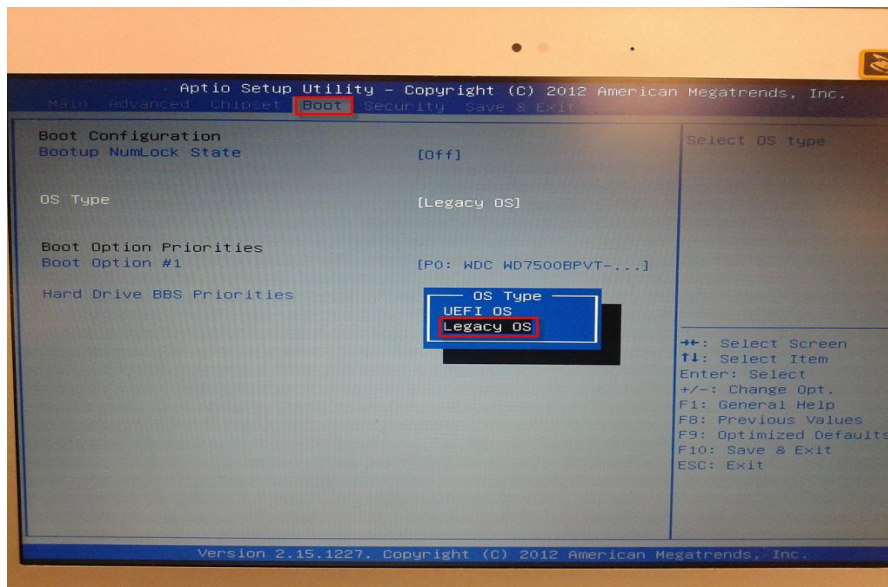 Aptio Setup Utility - Copyright (C) 2012 American Megatrends, Inc.
Main Advanced Chipset Boot Security Save & Exit
Boot Configuration
Bootup NumLock State [Off]
Select OS type
OS Type [Legacy OS]
Boot Option Priorities
Boot Option #1 [P0: WDC WD7500BPVT-...]
Hard Drive BBS Priorities
OS Type
UEFI OS
Legacy OS
→←: Select Screen
↑↓: Select Item
Enter: Select
+/-: Change Opt.
F1: General Help
F8: Previous Values
F9: Optimized Defaults
F10: Save & Exit
ESC: Exit
Version 2.15.1227. Copyright (C) 2012 American Megatrends, Inc.